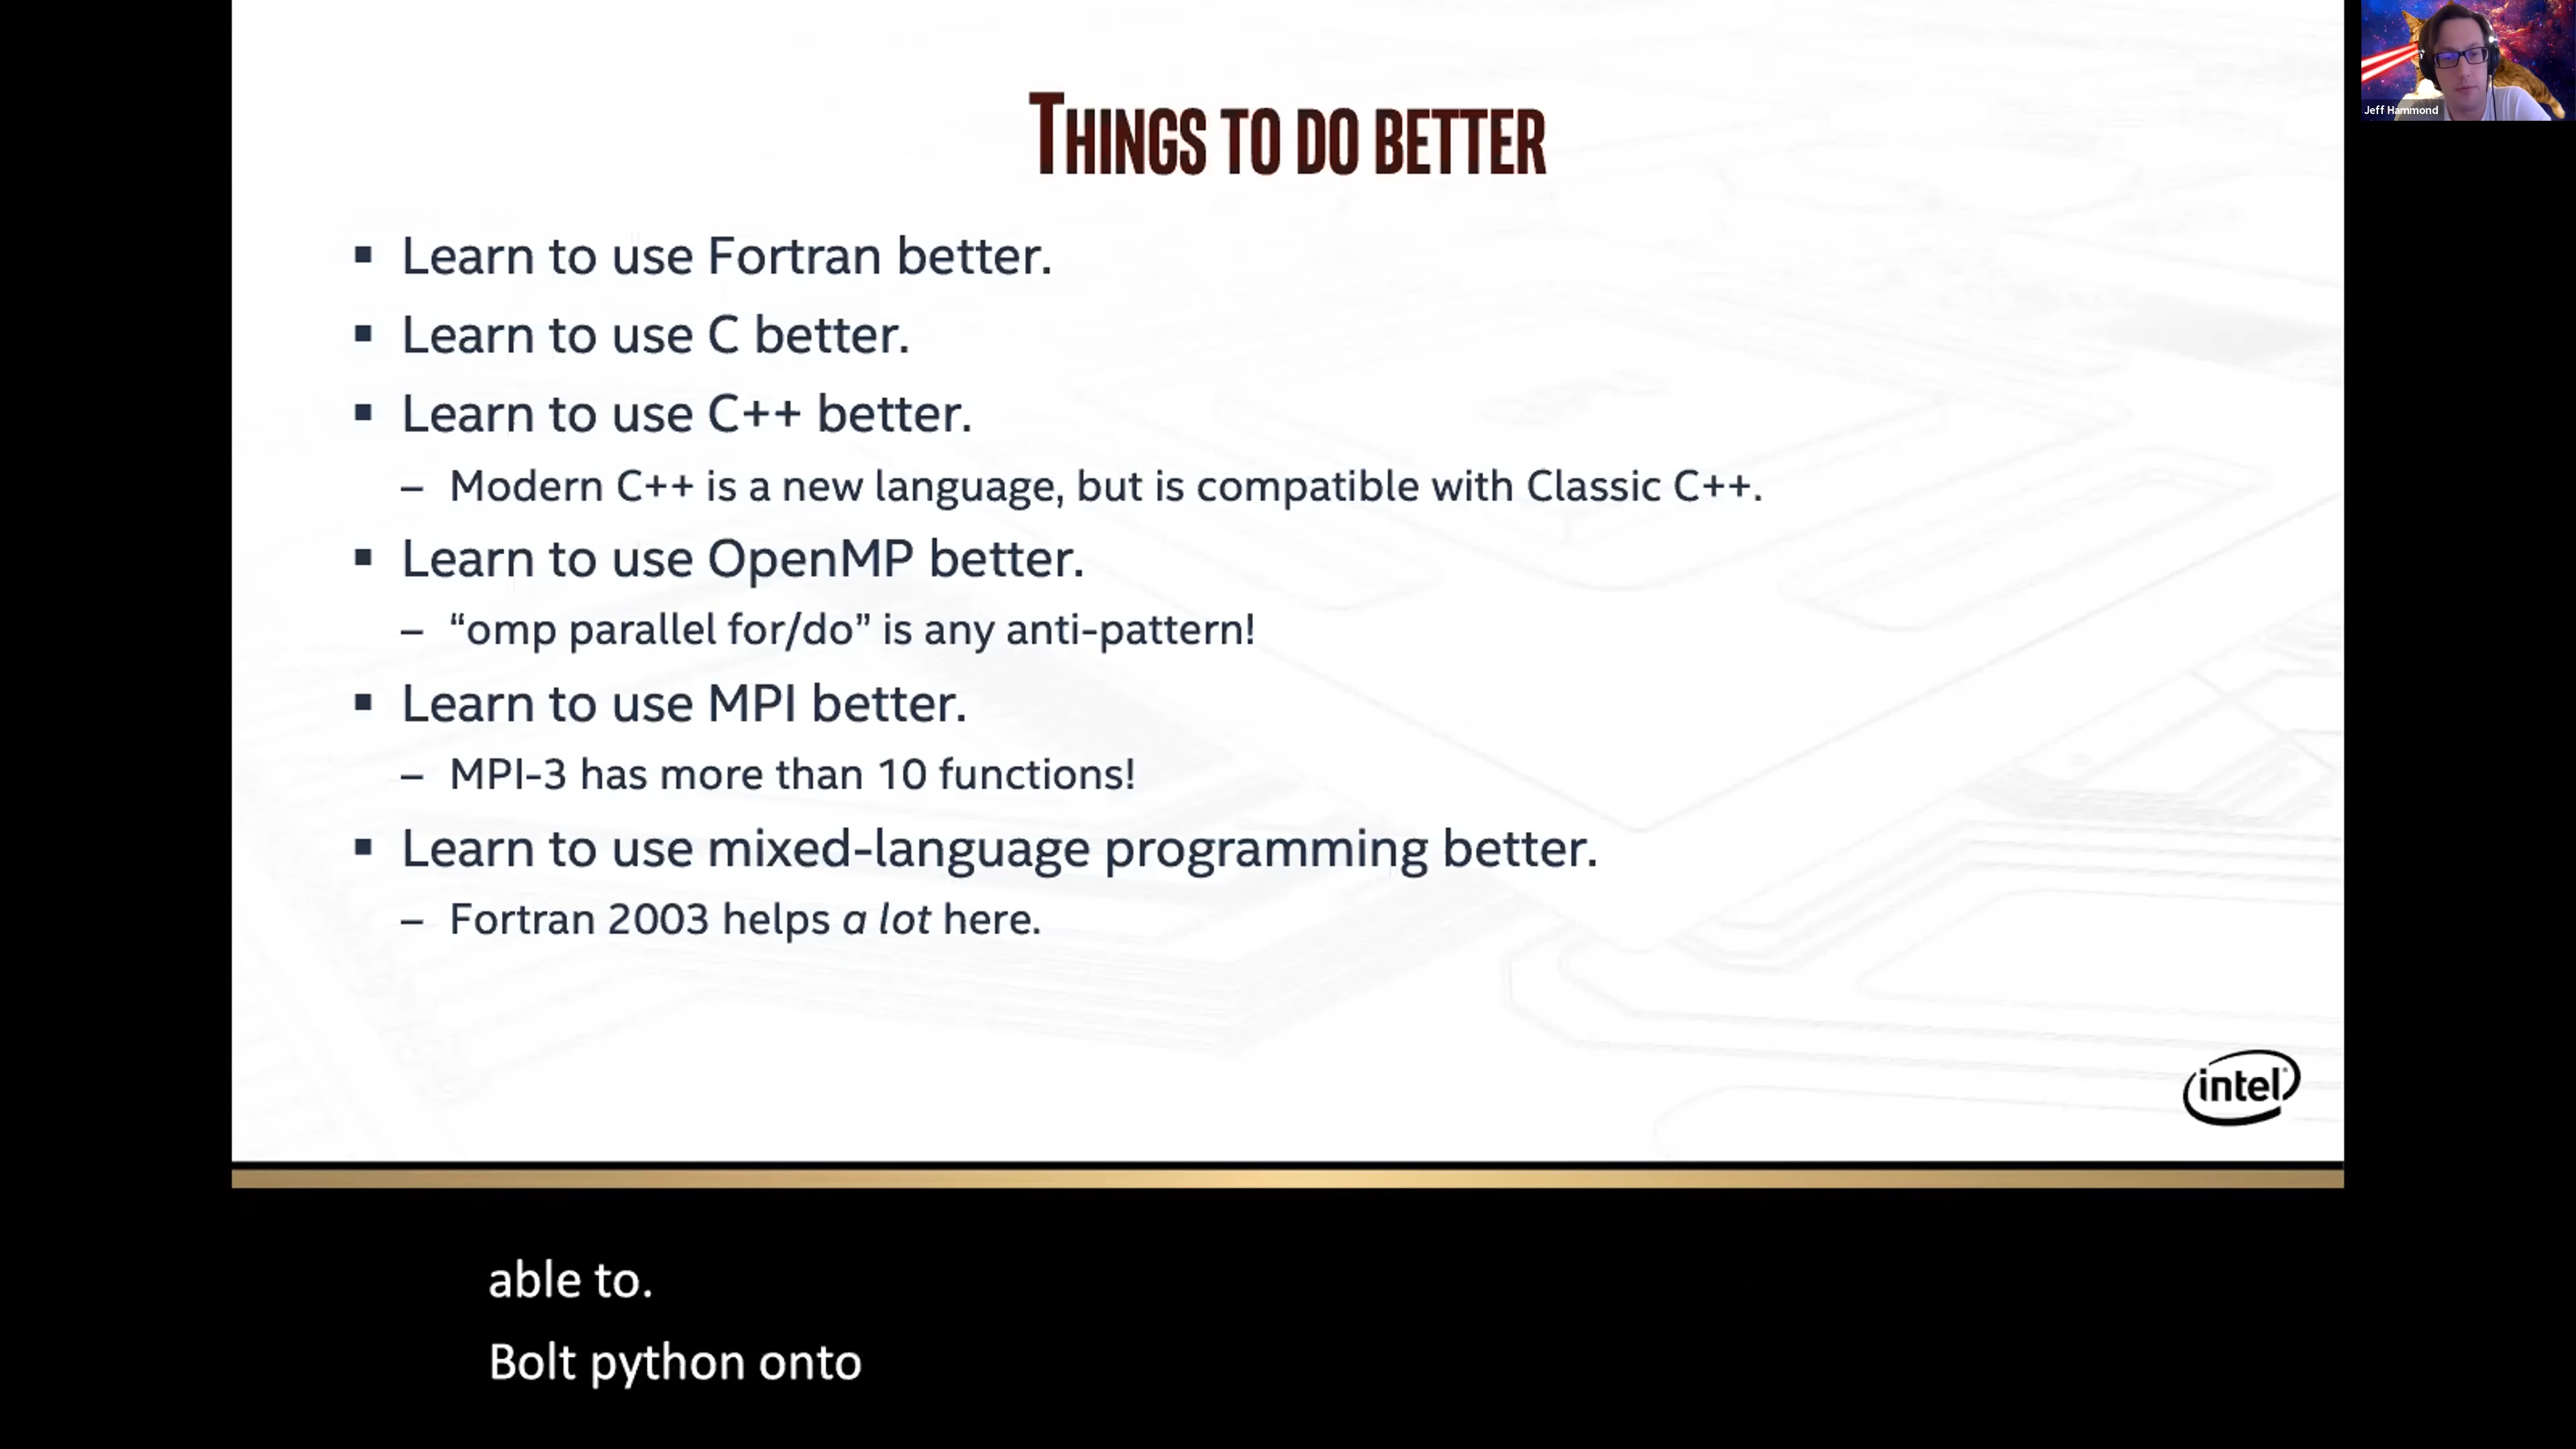 Jeff Hammond
THINGS TO DO BETTER
▪ Learn to use Fortran better.
▪ Learn to use C better.
▪ Learn to use C++ better.
– Modern C++ is a new language, but is compatible with Classic C++.
▪ Learn to use OpenMP better.
– “omp parallel for/do” is any anti-pattern!
▪ Learn to use MPI better.
– MPI-3 has more than 10 functions!
▪ Learn to use mixed-language programming better.
– Fortran 2003 helps a lot here.
intel
able to.
Bolt python onto